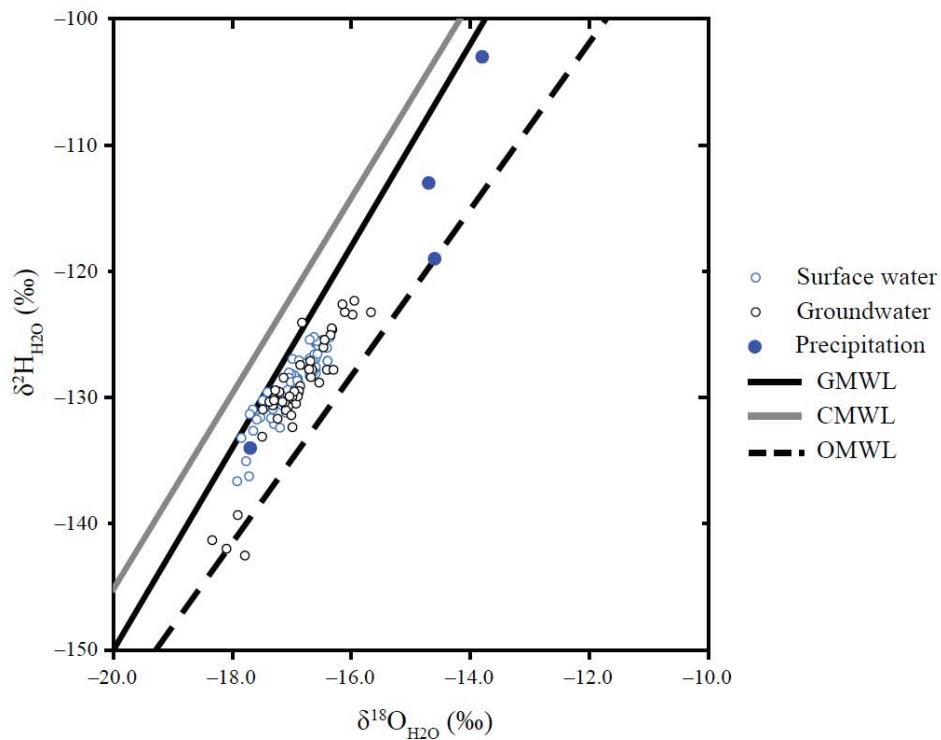 −100
−110
−120
−130
−140
−150
δ²H_H2O (‰)
−20.0 −18.0 −16.0 −14.0 −12.0 −10.0
δ¹⁸O_H2O (‰)
Surface water
Groundwater
Precipitation
GMWL
CMWL
OMWL